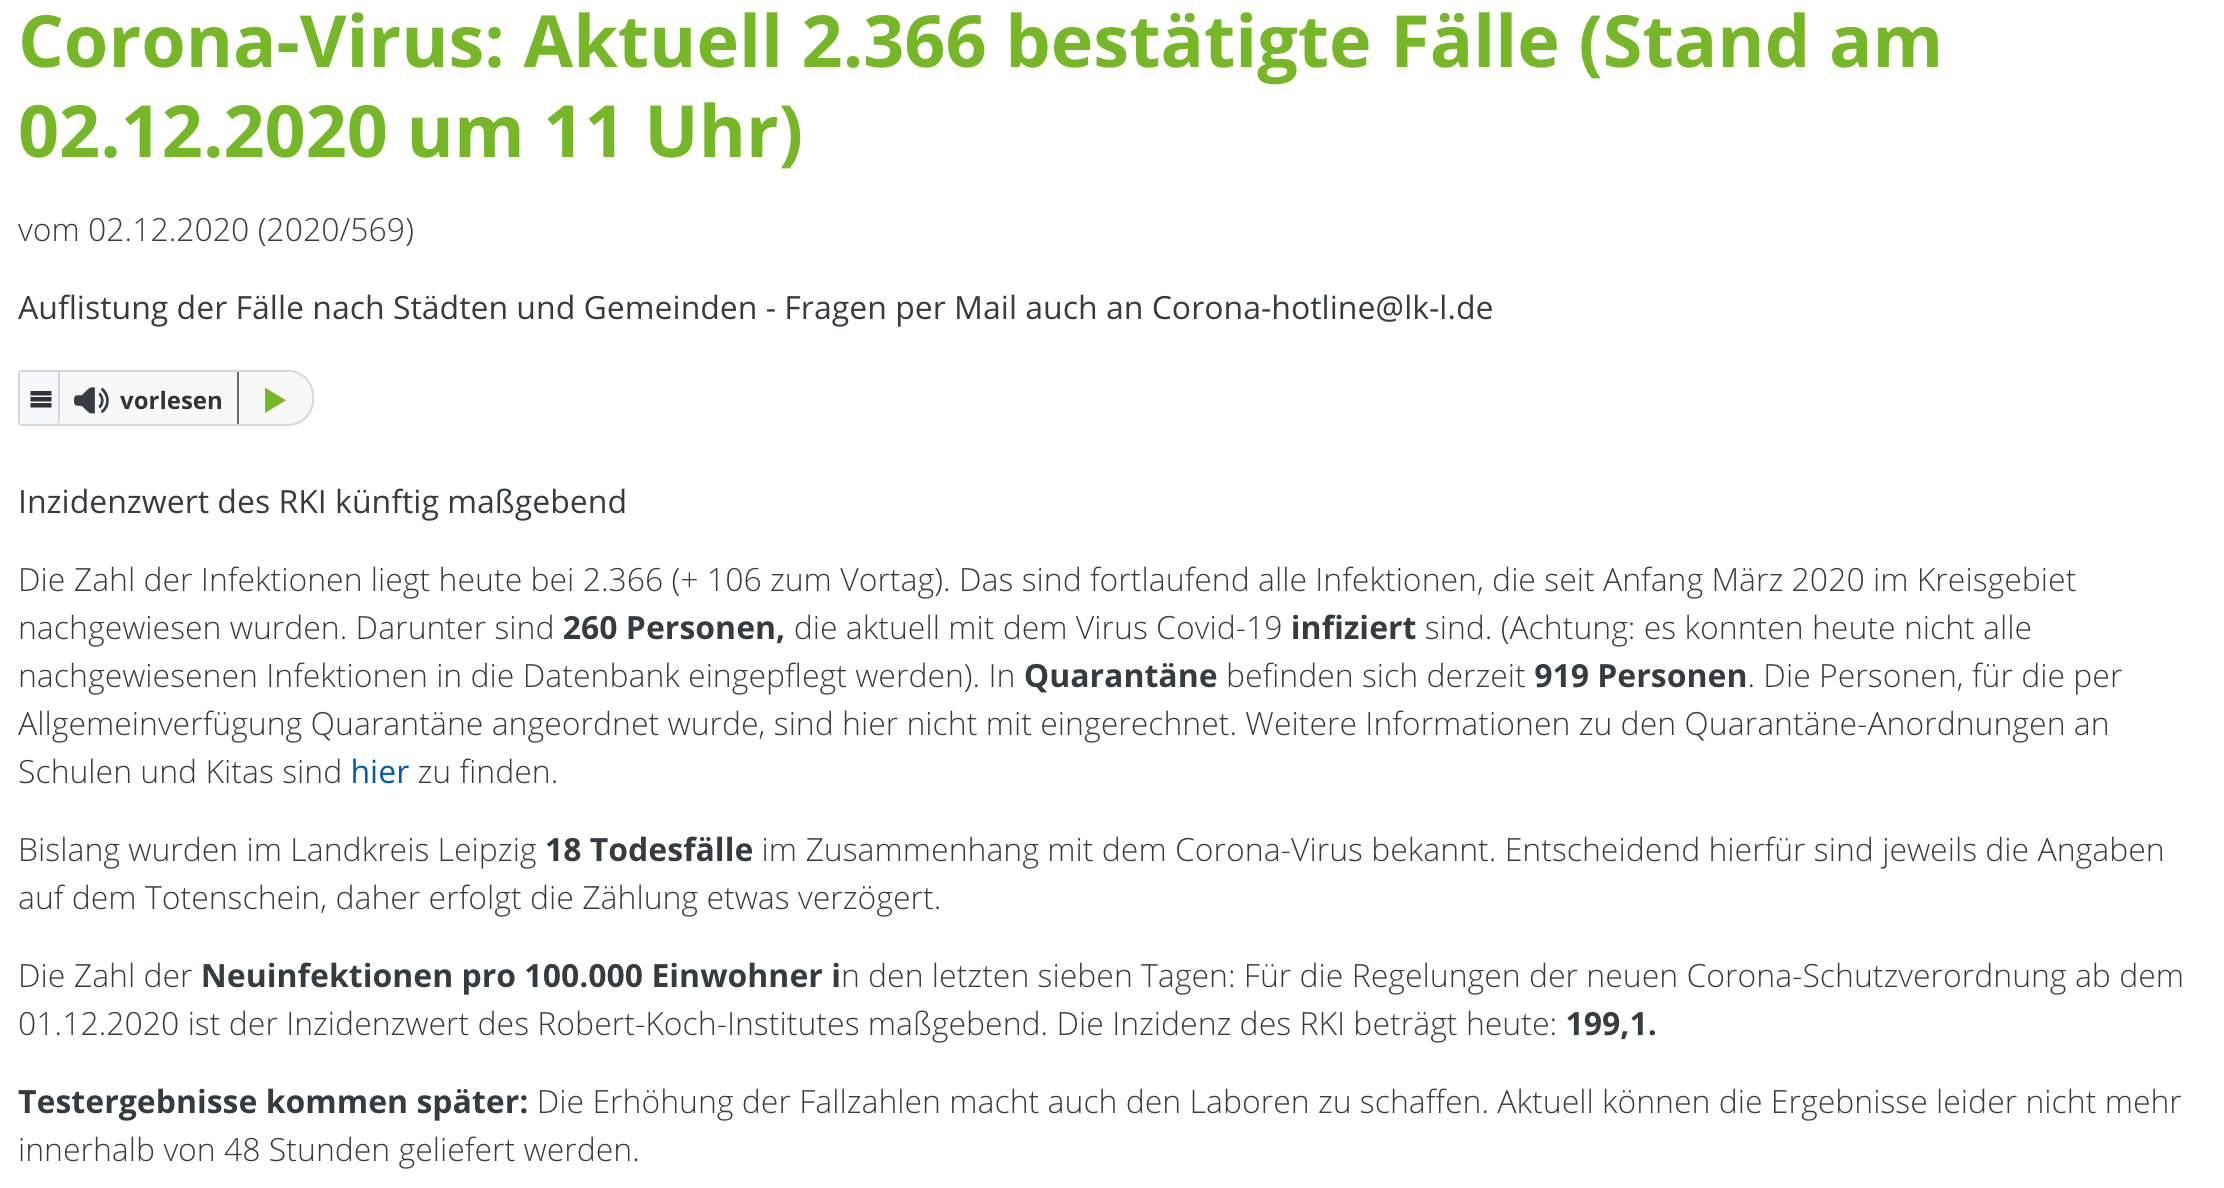 Corona-Virus: Aktuell 2.366 bestätigte Fälle (Stand am
02.12.2020 um 11 Uhr)
vom 02.12.2020 (2020/569)
Auflistung der Fälle nach Städten und Gemeinden - Fragen per Mail auch an Corona-hotline@lk-l.de
vorlesen
Inzidenzwert des RKI künftig maßgebend
Die Zahl der Infektionen liegt heute bei 2.366 (+ 106 zum Vortag). Das sind fortlaufend alle Infektionen, die seit Anfang März 2020 im Kreisgebiet
nachgewiesen wurden. Darunter sind 260 Personen, die aktuell mit dem Virus Covid-19 infiziert sind. (Achtung: es konnten heute nicht alle
nachgewiesenen Infektionen in die Datenbank eingepflegt werden). In Quarantäne befinden sich derzeit 919 Personen. Die Personen, für die per
Allgemeinverfügung Quarantäne angeordnet wurde, sind hier nicht mit eingerechnet. Weitere Informationen zu den Quarantäne-Anordnungen an
Schulen und Kitas sind hier zu finden.
Bislang wurden im Landkreis Leipzig 18 Todesfälle im Zusammenhang mit dem Corona-Virus bekannt. Entscheidend hierfür sind jeweils die Angaben
auf dem Totenschein, daher erfolgt die Zählung etwas verzögert.
Die Zahl der Neuinfektionen pro 100.000 Einwohner in den letzten sieben Tagen: Für die Regelungen der neuen Corona-Schutzverordnung ab dem
01.12.2020 ist der Inzidenzwert des Robert-Koch-Institutes maßgebend. Die Inzidenz des RKI beträgt heute: 199,1.
Testergebnisse kommen später: Die Erhöhung der Fallzahlen macht auch den Laboren zu schaffen. Aktuell können die Ergebnisse leider nicht mehr
innerhalb von 48 Stunden geliefert werden.